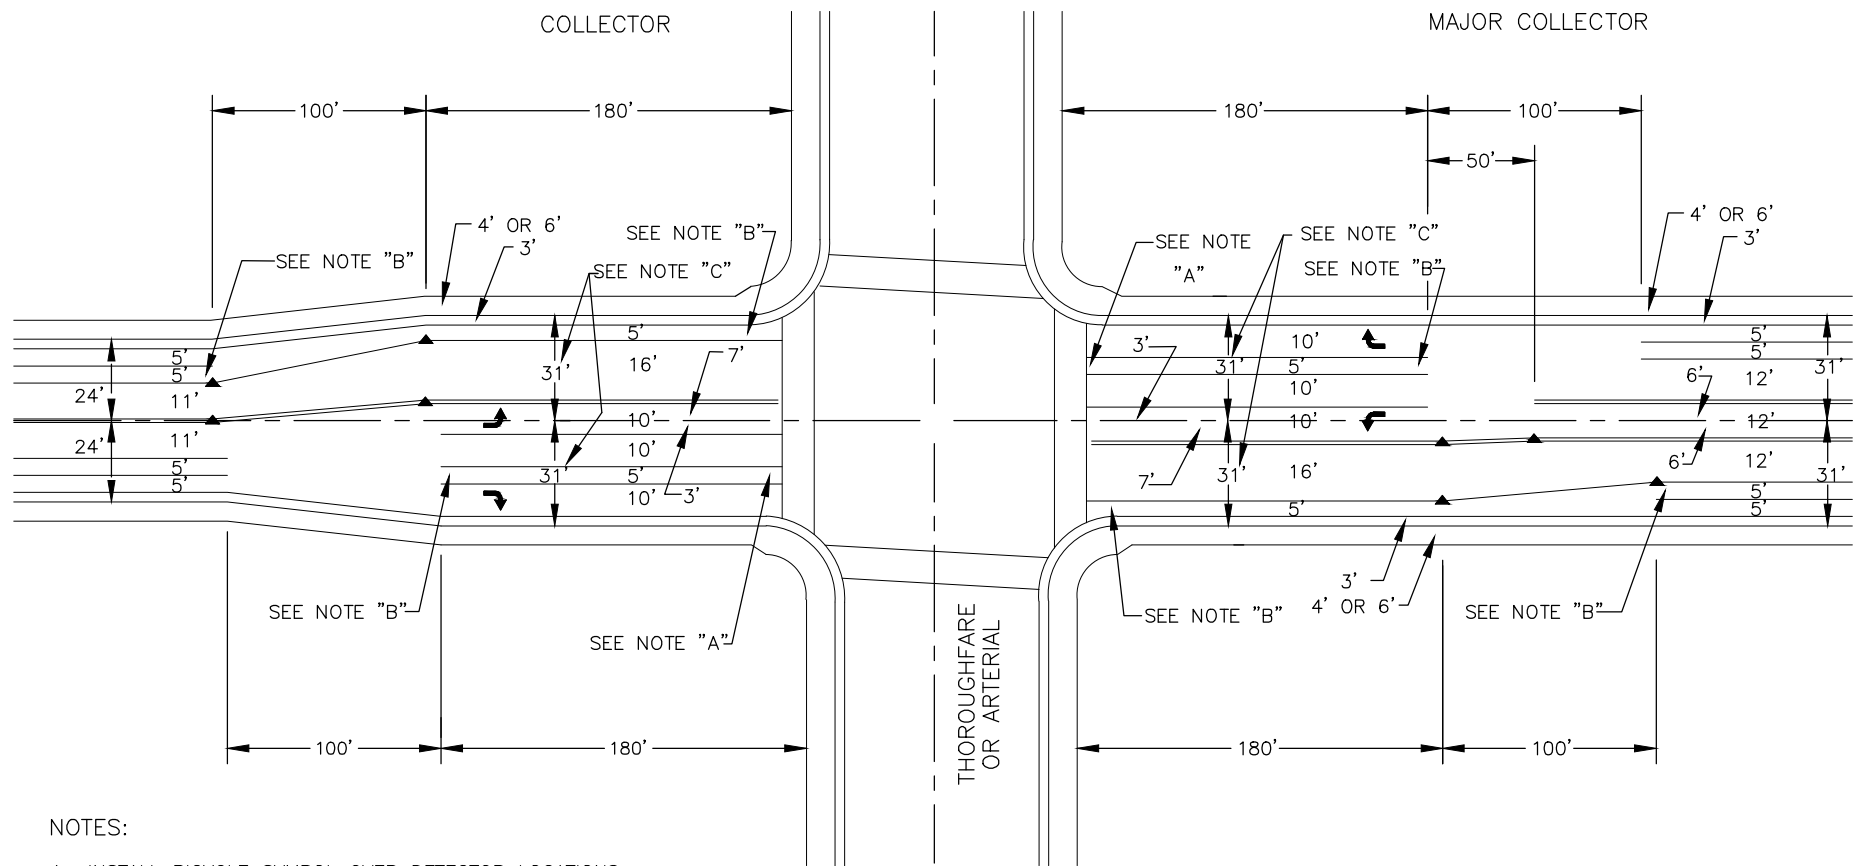 COLLECTOR
MAJOR COLLECTOR
100'
180'
180'
100'
50'
4' OR 6'
3'
SEE NOTE "B"
SEE NOTE "B"
SEE NOTE "C"
SEE NOTE
"A"
SEE NOTE "C"
SEE NOTE "B"
4' OR 6'
3'
5'
5'
11'
24'
24'
11'
5'
5'
5'
16'
31'
7'
10'
10'
31'
5'
10'
3'
3'
10'
31'
5'
10'
10'
7'
31'
16'
5'
5'
5'
12'
31'
6'
12'
6'
12'
31'
5'
5'
SEE NOTE "B"
SEE NOTE "A"
SEE NOTE "B"
3'
4' OR 6'
SEE NOTE "B"
THOROUGHFARE
OR ARTERIAL
100'
180'
180'
100'
NOTES: